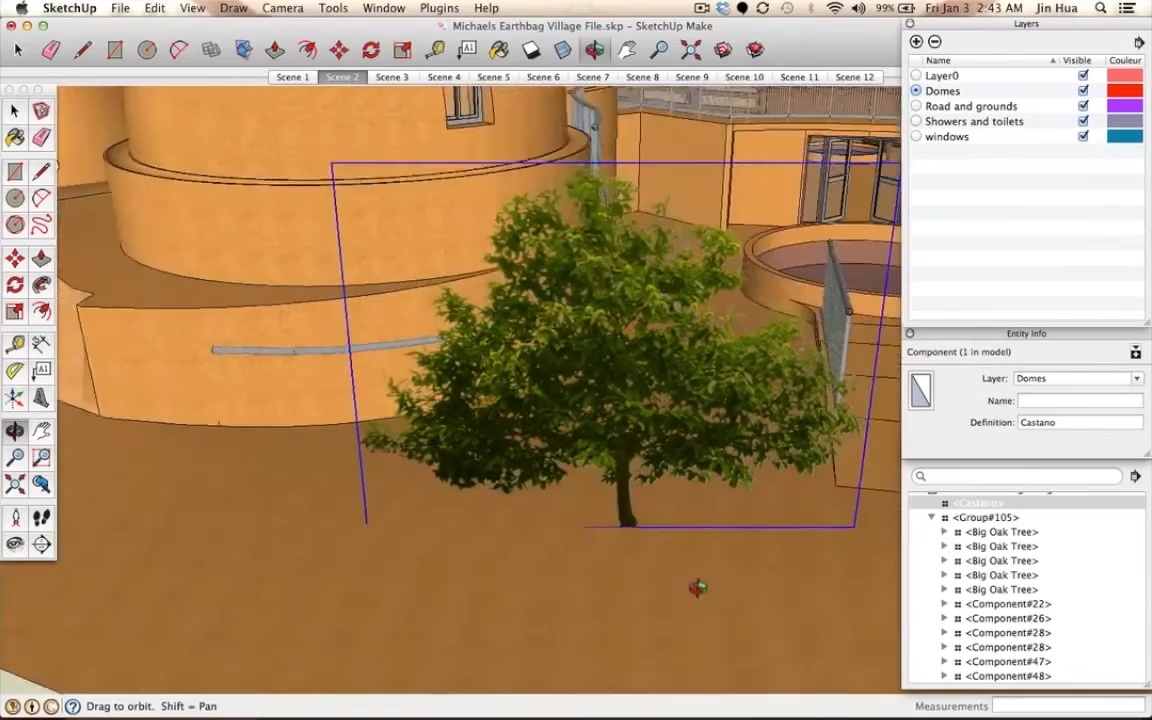 SketchUp File Edit View Draw Camera Tools Window Plugins Help 99% Fri Jan 3 2:43 AM Jin Hua
Michaels Earthbag Village File.skp - SketchUp Make
Layers
Scene 1 Scene 2 Scene 3 Scene 4 Scene 5 Scene 6 Scene 7 Scene 8 Scene 9 Scene 10 Scene 11 Scene 12
Name Visible Couleur
Layer0
Domes
Road and grounds
Showers and toilets
windows
Entity Info
Component (1 in model)
Layer: Domes
Name:
Definition: Castano
<Castano>
<Group#105>
<Big Oak Tree>
<Big Oak Tree>
<Big Oak Tree>
<Big Oak Tree>
<Big Oak Tree>
<Component#22>
<Component#26>
<Component#28>
<Component#28>
<Component#47>
<Component#48>
Drag to orbit. Shift = Pan
Measurements